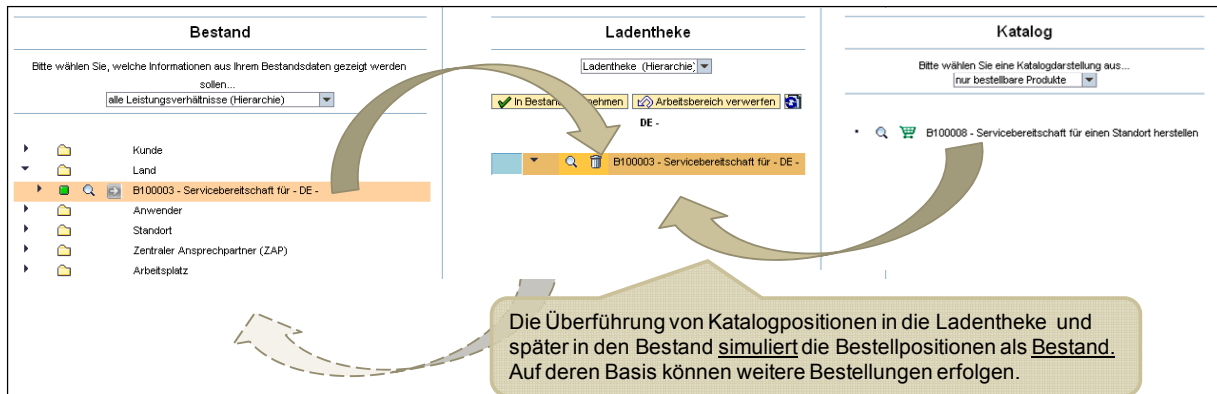 Bestand
Bitte wählen Sie, welche Informationen aus Ihrem Bestandsdaten gezeigt werden
sollen...
alle Leistungsverhältnisse (Hierarchie)
Kunde
Land
B100003 - Servicebereitschaft für - DE -
Anwender
Standort
Zentraler Ansprechpartner (ZAP)
Arbeitsplatz
Ladentheke
Ladentheke (Hierarchie)
In Bestand nehmen
Arbeitsbereich verwerfen
DE -
B100003 - Servicebereitschaft für - DE -
Katalog
Bitte wählen Sie eine Katalogdarstellung aus...
nur bestellbare Produkte
B100008 - Servicebereitschaft für einen Standort herstellen
Die Überführung von Katalogpositionen in die Ladentheke und
später in den Bestand simuliert die Bestellpositionen als Bestand.
Auf deren Basis können weitere Bestellungen erfolgen.